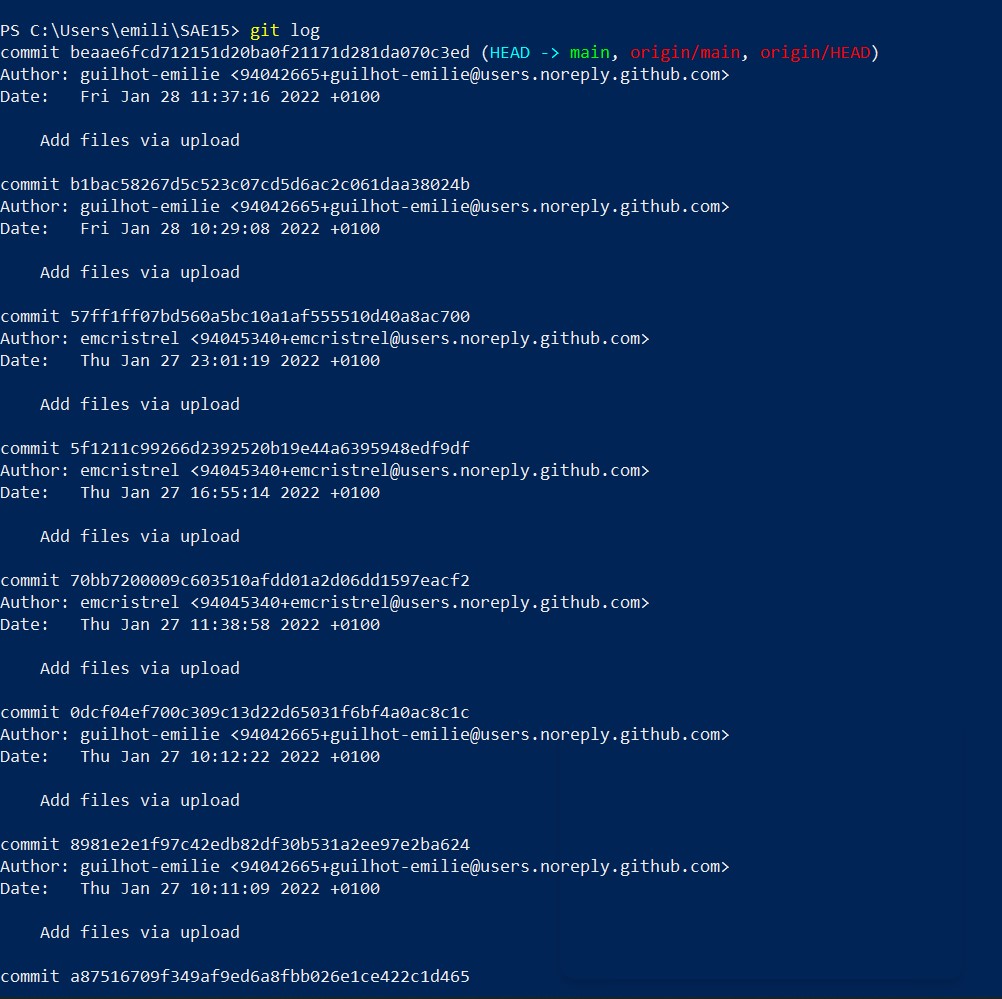 PS C:\Users\emili\SAE15> git log
commit beaae6fcd712151d20ba0f21171d281da070c3ed (HEAD -> main, origin/main, origin/HEAD)
Author: guilhot-emilie <94042665+guilhot-emilie@users.noreply.github.com>
Date:   Fri Jan 28 11:37:16 2022 +0100
    Add files via upload
commit b1bac58267d5c523c07cd5d6ac2c061daa38024b
Author: guilhot-emilie <94042665+guilhot-emilie@users.noreply.github.com>
Date:   Fri Jan 28 10:29:08 2022 +0100
    Add files via upload
commit 57ff1ff07bd560a5bc10a1af555510d40a8ac700
Author: emcristrel <94045340+emcristrel@users.noreply.github.com>
Date:   Thu Jan 27 23:01:19 2022 +0100
    Add files via upload
commit 5f1211c99266d2392520b19e44a6395948edf9df
Author: emcristrel <94045340+emcristrel@users.noreply.github.com>
Date:   Thu Jan 27 16:55:14 2022 +0100
    Add files via upload
commit 70bb7200009c603510afdd01a2d06dd1597eacf2
Author: emcristrel <94045340+emcristrel@users.noreply.github.com>
Date:   Thu Jan 27 11:38:58 2022 +0100
    Add files via upload
commit 0dcf04ef700c309c13d22d65031f6bf4a0ac8c1c
Author: guilhot-emilie <94042665+guilhot-emilie@users.noreply.github.com>
Date:   Thu Jan 27 10:12:22 2022 +0100
    Add files via upload
commit 8981e2e1f97c42edb82df30b531a2ee97e2ba624
Author: guilhot-emilie <94042665+guilhot-emilie@users.noreply.github.com>
Date:   Thu Jan 27 10:11:09 2022 +0100
    Add files via upload
commit a87516709f349af9ed6a8fbb026e1ce422c1d465